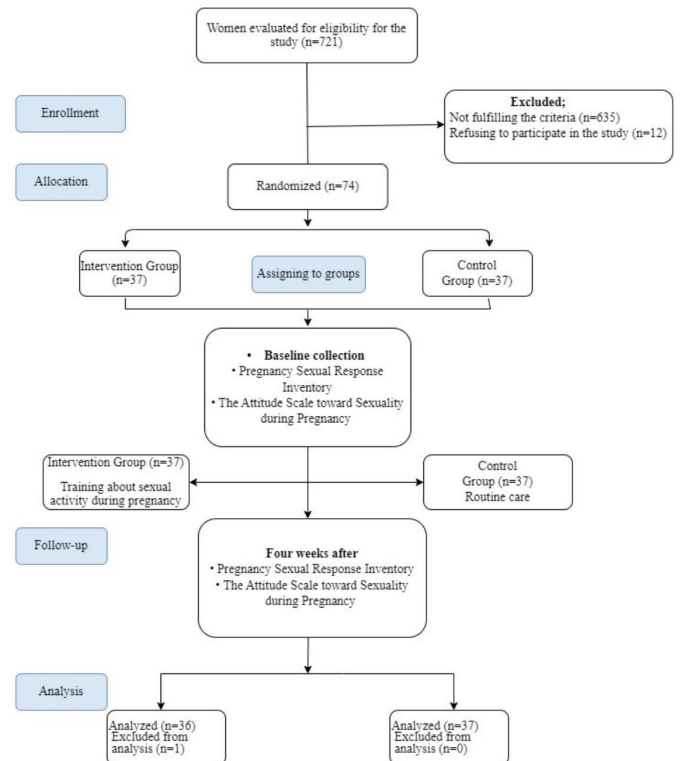 Women evaluated for eligibility for the
study (n=721)
Enrollment
Excluded;
Not fulfilling the criteria (n=635)
Refusing to participate in the study (n=12)
Allocation
Randomized (n=74)
Intervention Group
(n=37)
Assigning to groups
Control
Group (n=37)
• Baseline collection
• Pregnancy Sexual Response
Inventory
• The Attitude Scale toward Sexuality
during Pregnancy
Intervention Group (n=37)
Training about sexual
activity during pregnancy
Control
Group (n=37)
Routine care
Follow-up
Four weeks after
• Pregnancy Sexual Response Inventory
• The Attitude Scale toward Sexuality
during Pregnancy
Analysis
Analyzed (n=36)
Excluded from
analysis (n=1)
Analyzed (n=37)
Excluded from
analysis (n=0)